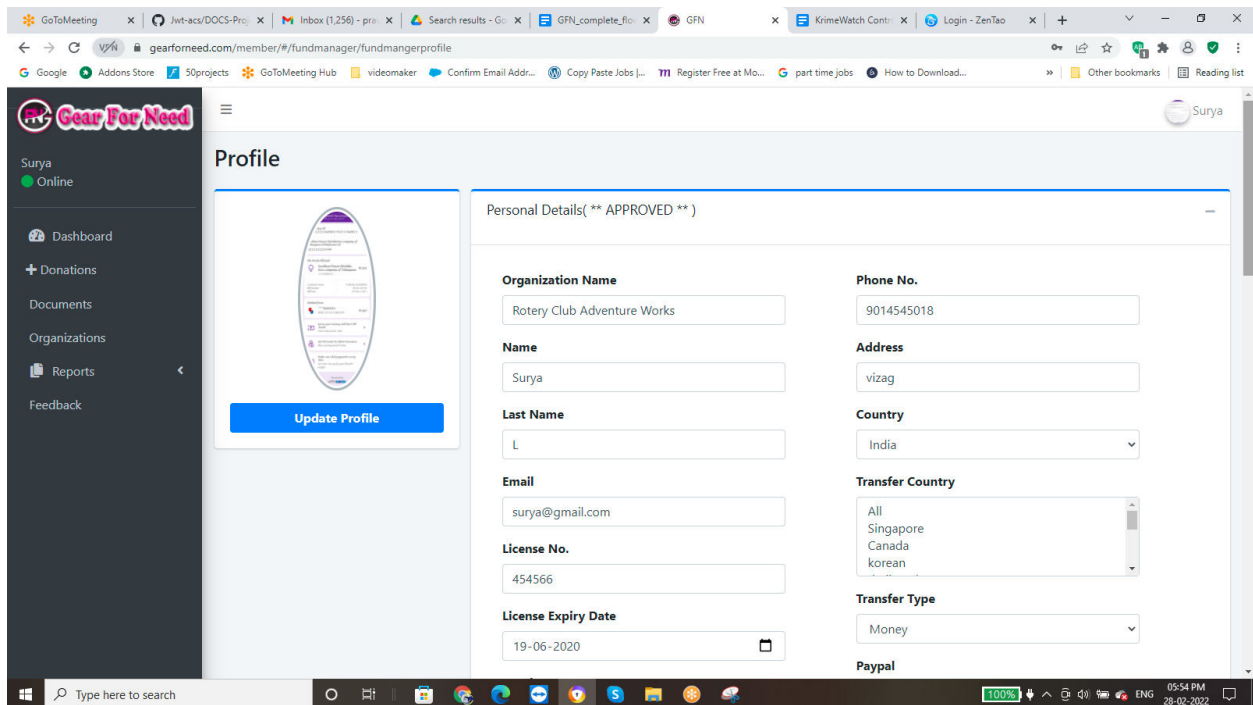 GoToMeeting
Jwt-acs/DOCS-Proj
Inbox (1,256) - pra
Search results - Go
GFN_complete_flo
GFN
KrimeWatch Contr
Login - ZenTao
VPN
gearforneed.com/member/#/fundmanager/fundmangerprofile
Google
Addons Store
50projects
GoToMeeting Hub
videomaker
Confirm Email Addr...
Copy Paste Jobs |...
Register Free at Mo...
part time jobs
How to Download...
»
Other bookmarks
Reading list
Gear For Need
Surya
Surya
Online
Profile
Dashboard
Donations
Documents
Organizations
Reports
Feedback
Update Profile
Personal Details( ** APPROVED ** )
Organization Name
Rotery Club Adventure Works
Name
Surya
Last Name
L
Email
surya@gmail.com
License No.
454566
License Expiry Date
19-06-2020
Phone No.
9014545018
Address
vizag
Country
India
Transfer Country
All
Singapore
Canada
korean
Transfer Type
Money
Paypal
Type here to search
100%
ENG
05:54 PM
28-02-2022